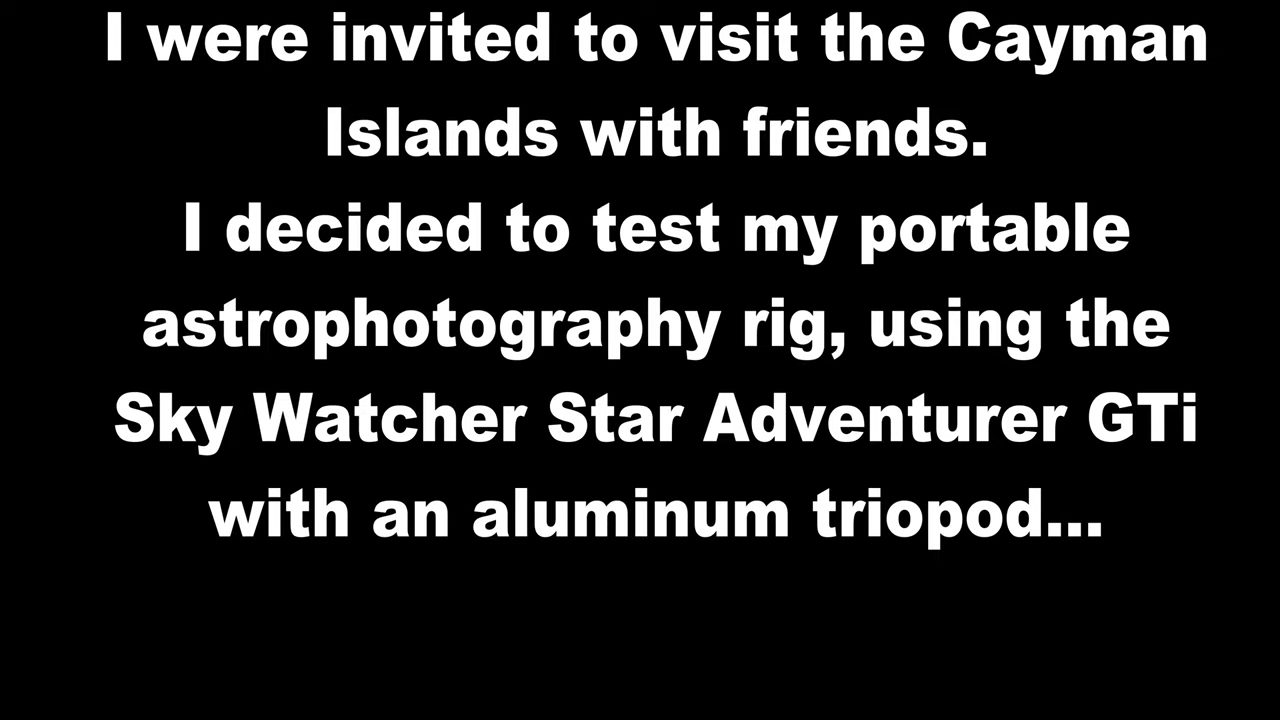 I were invited to visit the Cayman
Islands with friends.
I decided to test my portable
astrophotography rig, using the
Sky Watcher Star Adventurer GTi
with an aluminum triopod...